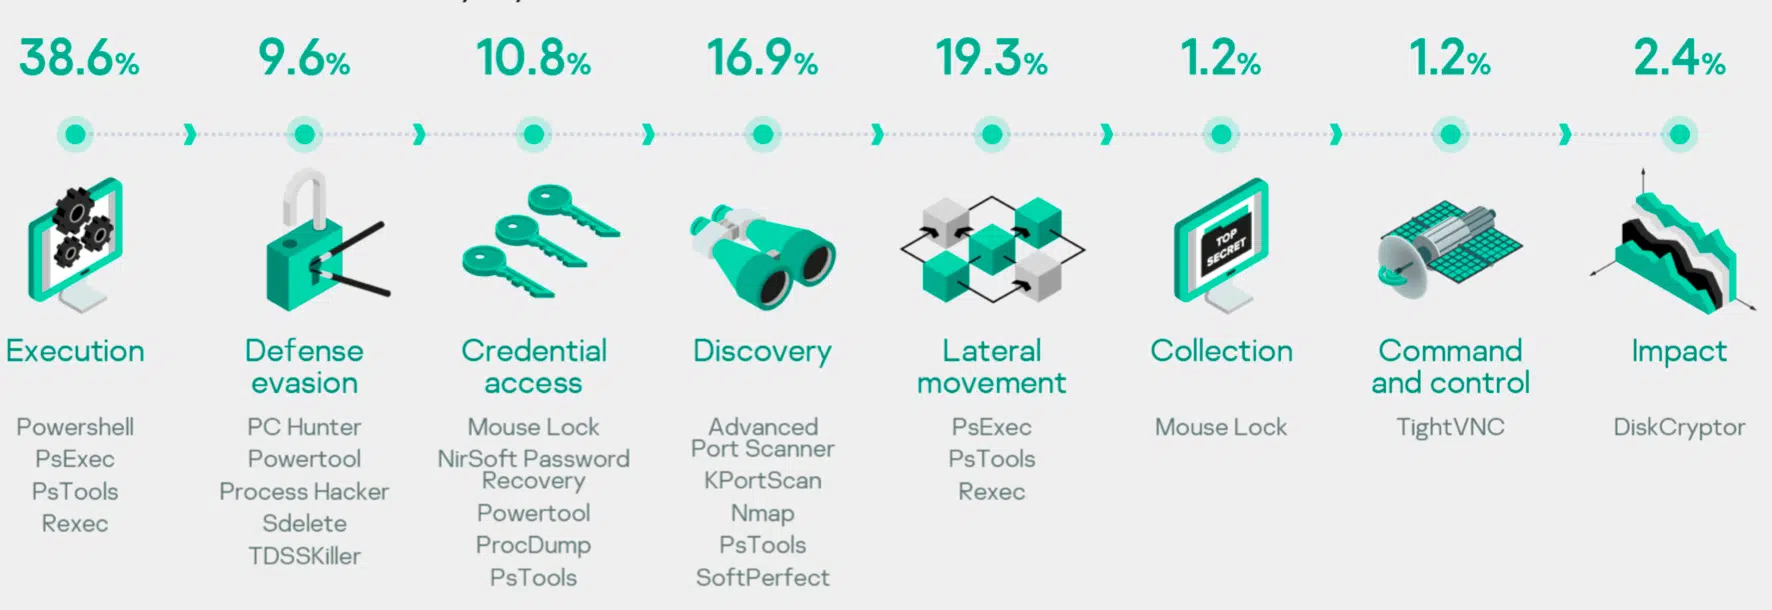 38.6% 9.6% 10.8% 16.9% 19.3% 1.2% 1.2% 2.4%
TOP
SECRET
Execution
Powershell
PsExec
PsTools
Rexec
Defense
evasion
PC Hunter
Powertool
Process Hacker
Sdelete
TDSSKiller
Credential
access
Mouse Lock
NirSoft Password
Recovery
Powertool
ProcDump
PsTools
Discovery
Advanced
Port Scanner
KPortScan
Nmap
PsTools
SoftPerfect
Lateral
movement
PsExec
PsTools
Rexec
Collection
Mouse Lock
Command
and control
TightVNC
Impact
DiskCryptor